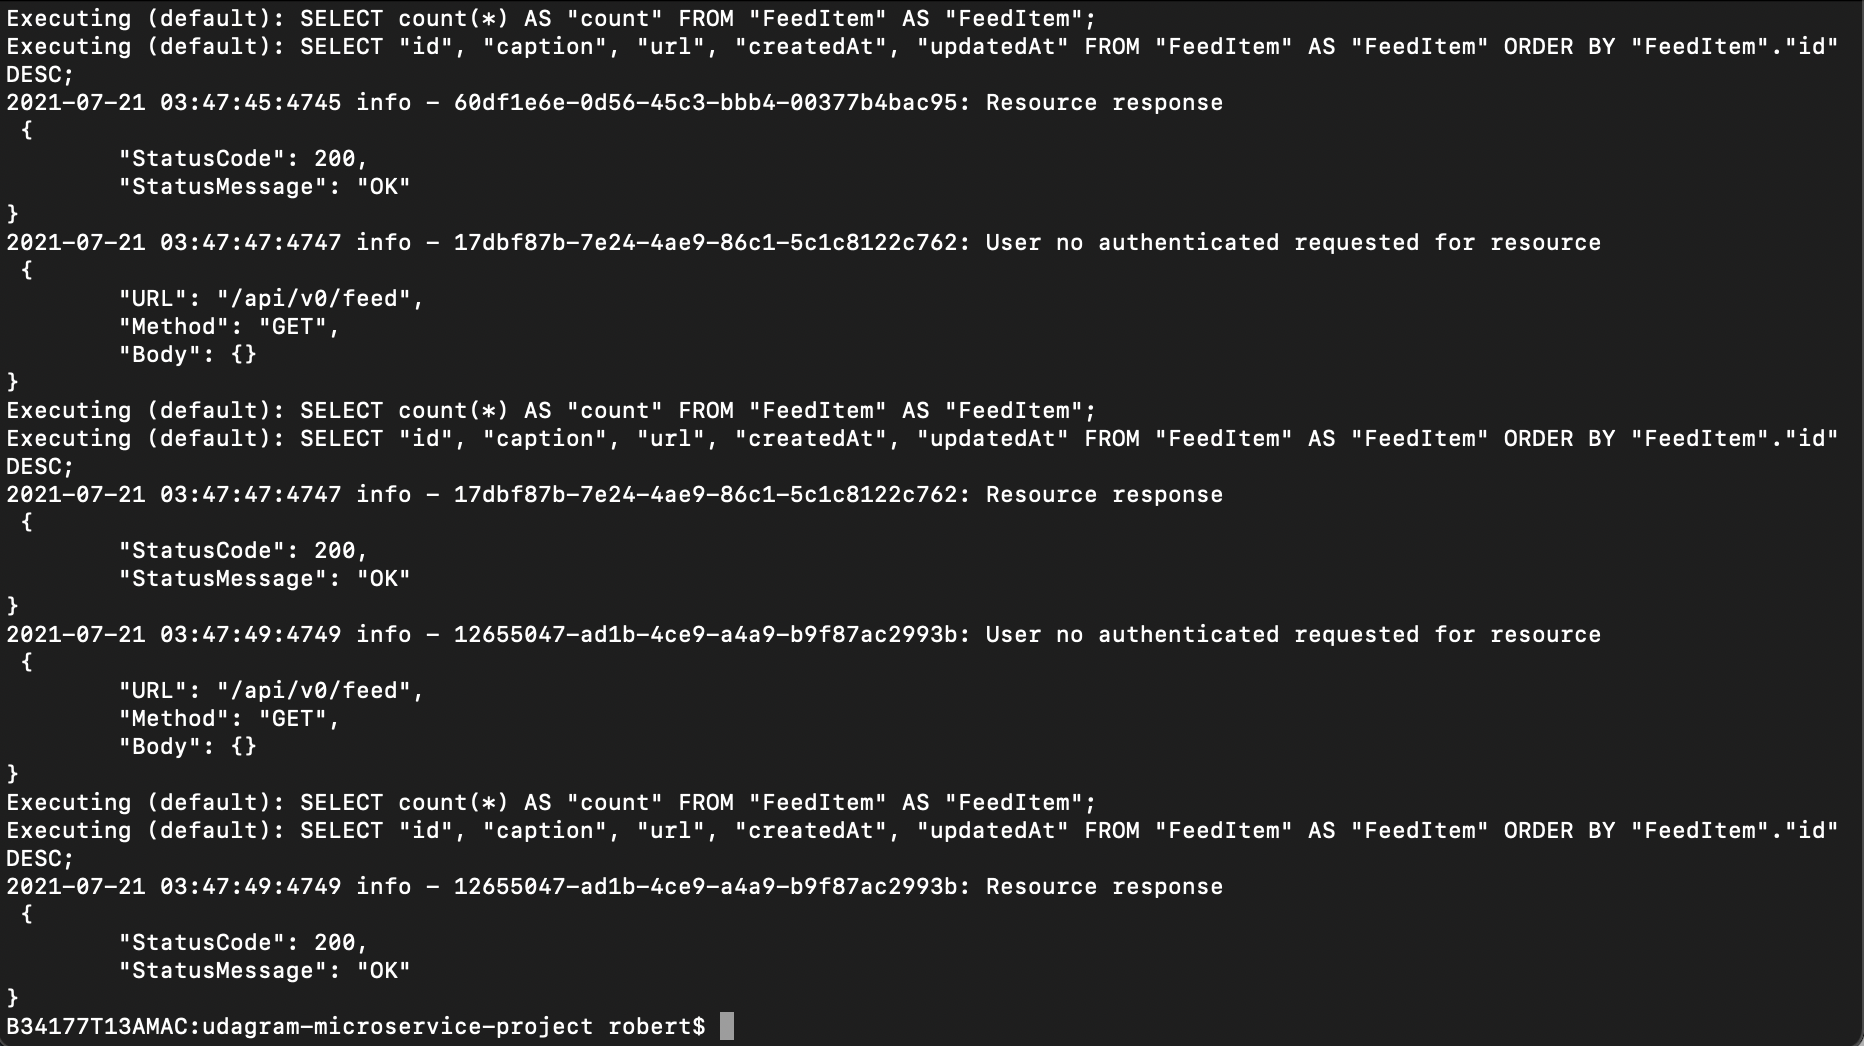 Executing (default): SELECT count(*) AS "count" FROM "FeedItem" AS "FeedItem";
Executing (default): SELECT "id", "caption", "url", "createdAt", "updatedAt" FROM "FeedItem" AS "FeedItem" ORDER BY "FeedItem"."id"
DESC;
2021-07-21 03:47:45:4745 info - 60df1e6e-0d56-45c3-bbb4-00377b4bac95: Resource response
{
"StatusCode": 200,
"StatusMessage": "OK"
}
2021-07-21 03:47:47:4747 info - 17dbf87b-7e24-4ae9-86c1-5c1c8122c762: User no authenticated requested for resource
{
"URL": "/api/v0/feed",
"Method": "GET",
"Body": {}
}
Executing (default): SELECT count(*) AS "count" FROM "FeedItem" AS "FeedItem";
Executing (default): SELECT "id", "caption", "url", "createdAt", "updatedAt" FROM "FeedItem" AS "FeedItem" ORDER BY "FeedItem"."id"
DESC;
2021-07-21 03:47:47:4747 info - 17dbf87b-7e24-4ae9-86c1-5c1c8122c762: Resource response
{
"StatusCode": 200,
"StatusMessage": "OK"
}
2021-07-21 03:47:49:4749 info - 12655047-ad1b-4ce9-a4a9-b9f87ac2993b: User no authenticated requested for resource
{
"URL": "/api/v0/feed",
"Method": "GET",
"Body": {}
}
Executing (default): SELECT count(*) AS "count" FROM "FeedItem" AS "FeedItem";
Executing (default): SELECT "id", "caption", "url", "createdAt", "updatedAt" FROM "FeedItem" AS "FeedItem" ORDER BY "FeedItem"."id"
DESC;
2021-07-21 03:47:49:4749 info - 12655047-ad1b-4ce9-a4a9-b9f87ac2993b: Resource response
{
"StatusCode": 200,
"StatusMessage": "OK"
}
B34177T13AMAC:udagram-microservice-project robert$